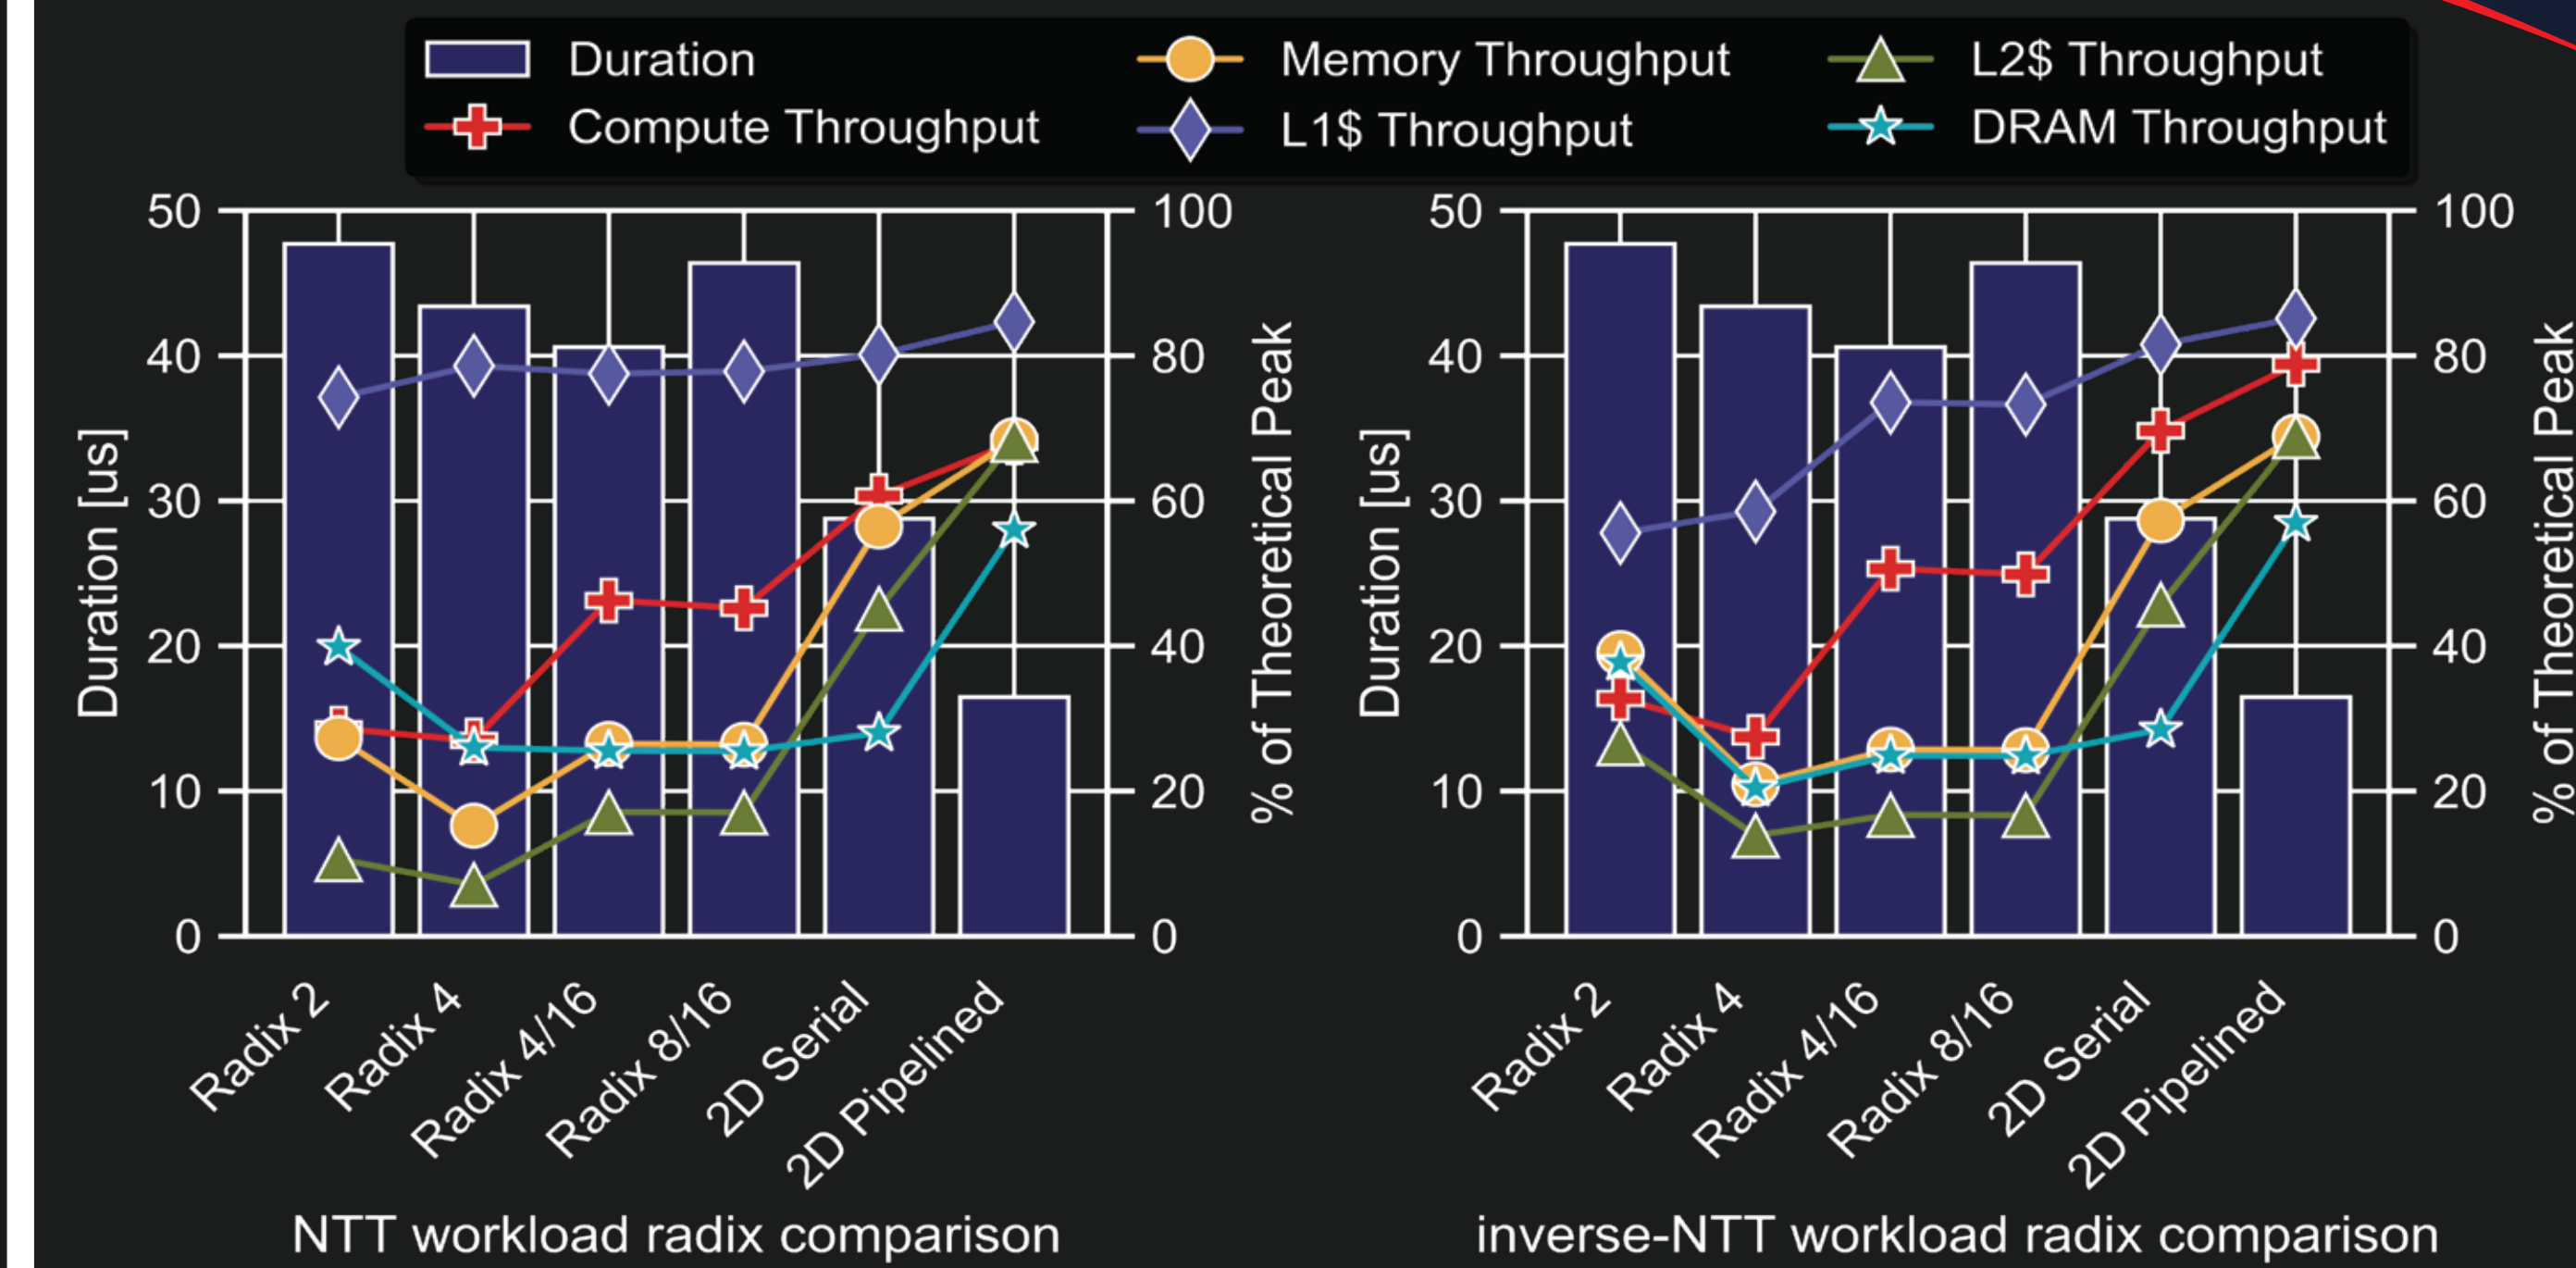 Duration
Compute Throughput
Memory Throughput
L1$ Throughput
L2$ Throughput
DRAM Throughput
50
40
30
20
10
0
Duration [us]
100
80
60
40
20
0
% of Theoretical Peak
Radix 2
Radix 4
Radix 4/16
Radix 8/16
2D Serial
2D Pipelined
NTT workload radix comparison
50
40
30
20
10
0
Duration [us]
100
80
60
40
20
0
% of Theoretical Peak
Radix 2
Radix 4
Radix 4/16
Radix 8/16
2D Serial
2D Pipelined
inverse-NTT workload radix comparison